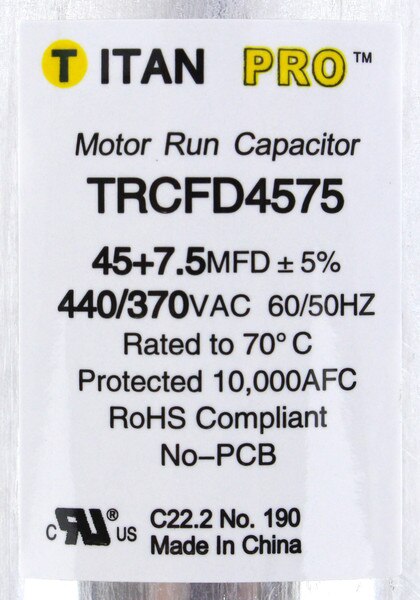 TITAN PRO™
Motor Run Capacitor
TRCFD4575
45+7.5MFD ± 5%
440/370VAC 60/50HZ
Rated to 70° C
Protected 10,000AFC
RoHS Compliant
No-PCB
c RU® US C22.2 No. 190
Made In China